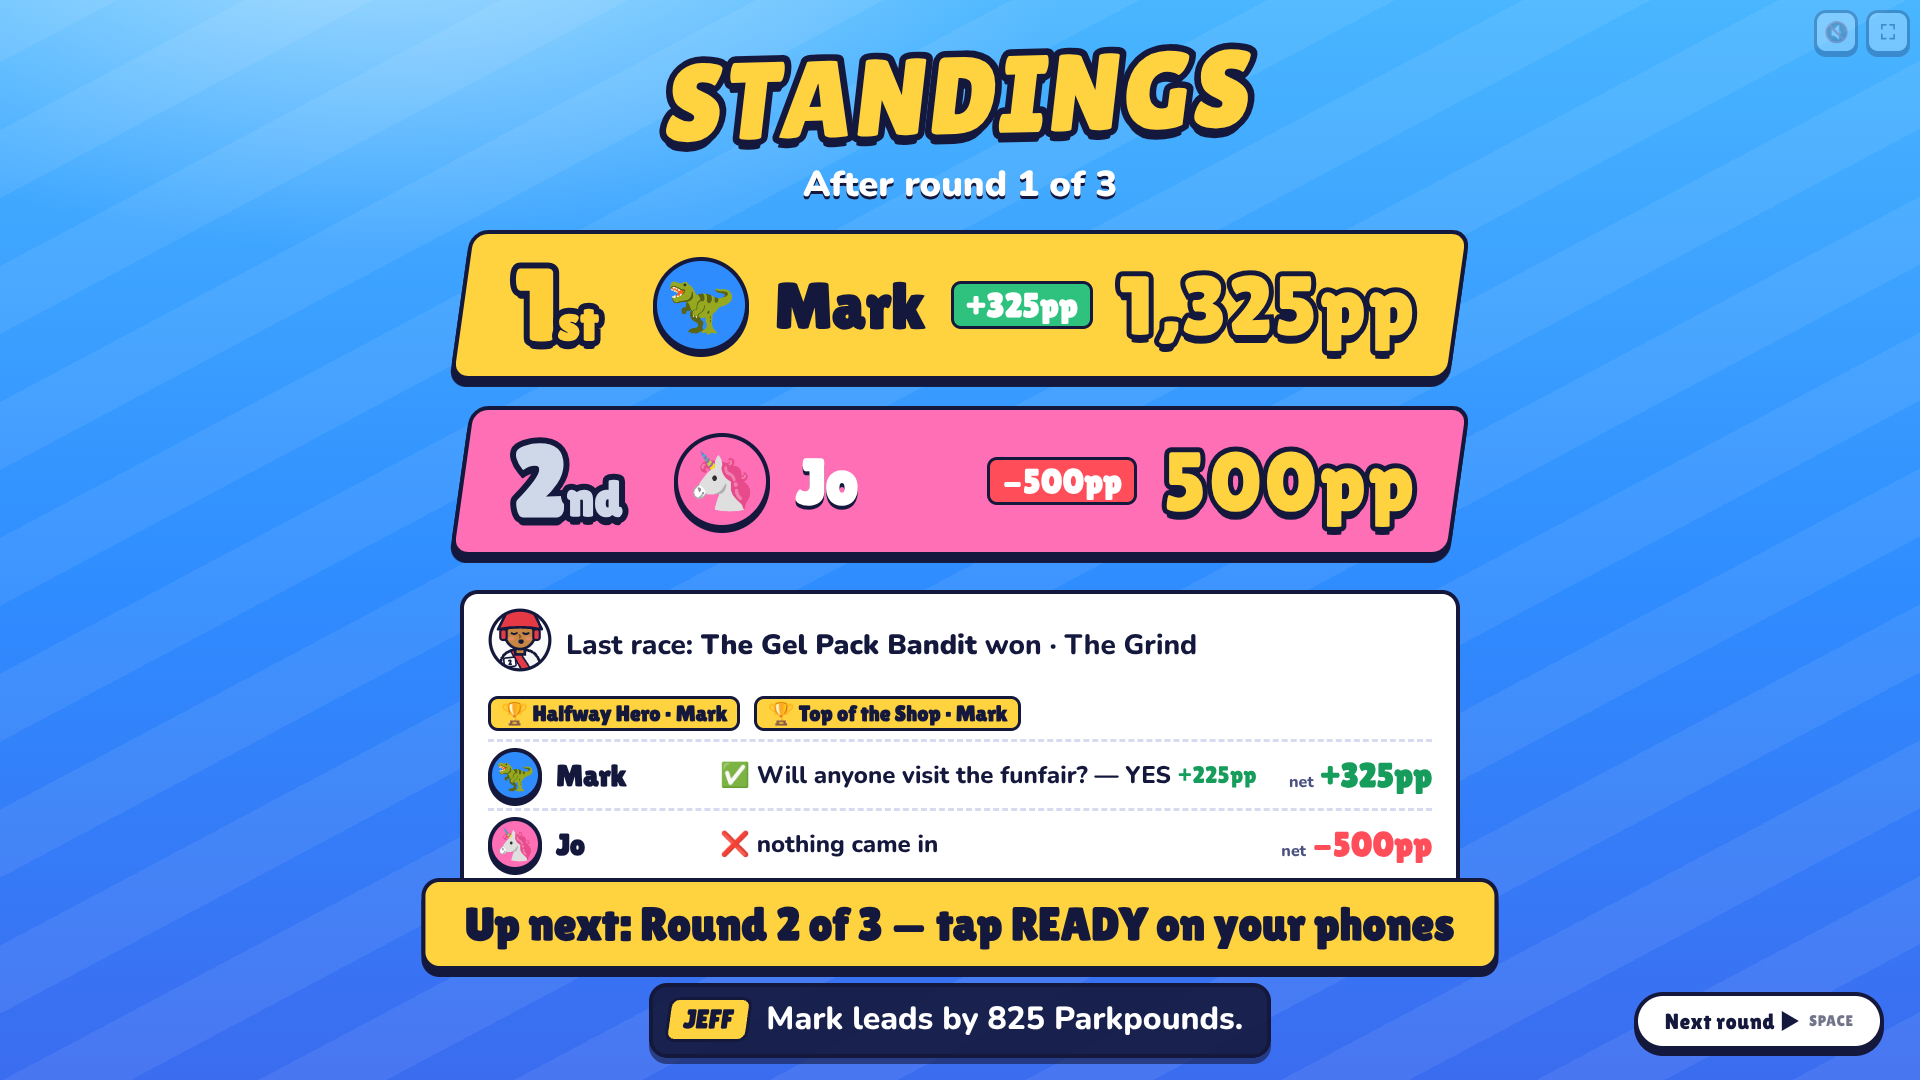 STANDINGS
After round 1 of 3
1st Mark +325pp 1,325pp
2nd Jo -500pp 500pp
Last race: The Gel Pack Bandit won · The Grind
🏆 Halfway Hero · Mark 🏆 Top of the Shop · Mark
Mark ✅ Will anyone visit the funfair? — YES +225pp net +325pp
Jo ❌ nothing came in net -500pp
Up next: Round 2 of 3 — tap READY on your phones
JEFF Mark leads by 825 Parkpounds.
Next round ▶ SPACE